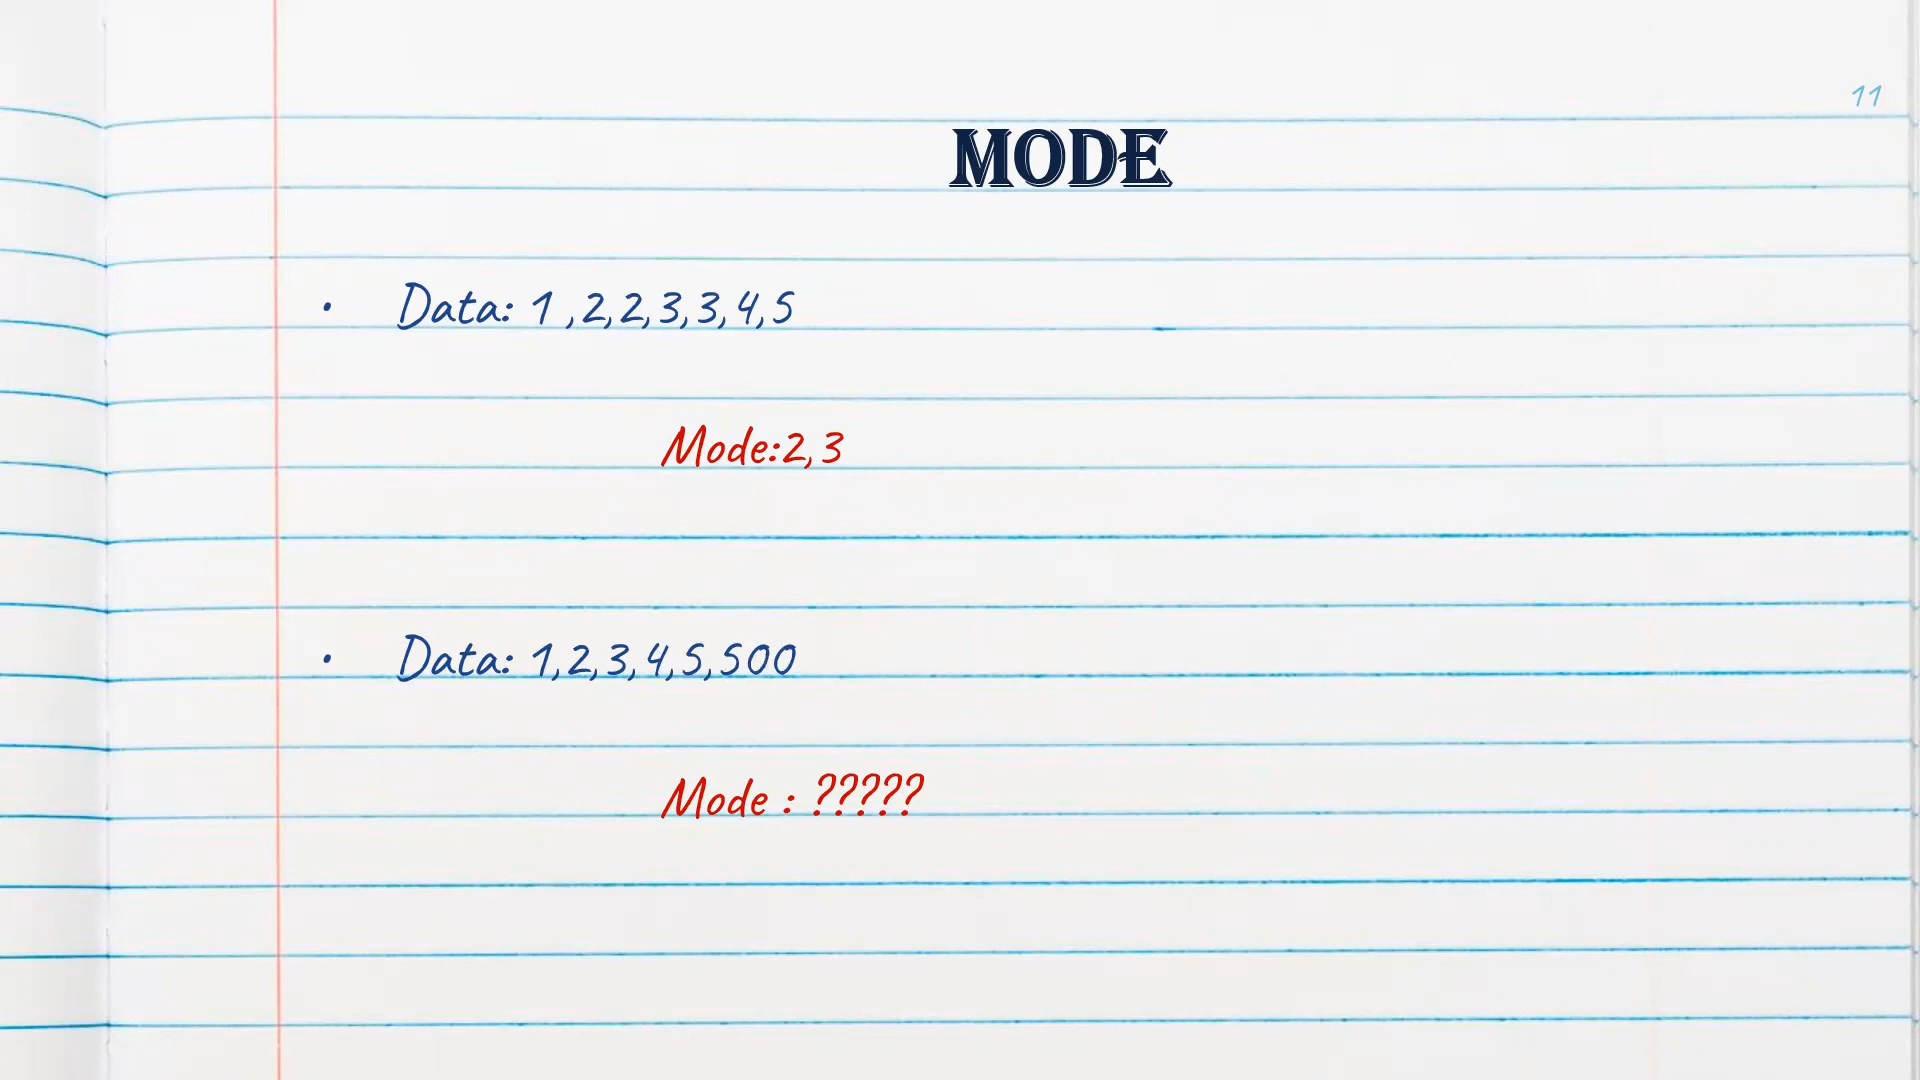 11
MODE
• Data: 1 ,2,2,3,3,4,5
Mode:2,3
• Data: 1,2,3,4,5,500
Mode : ?????